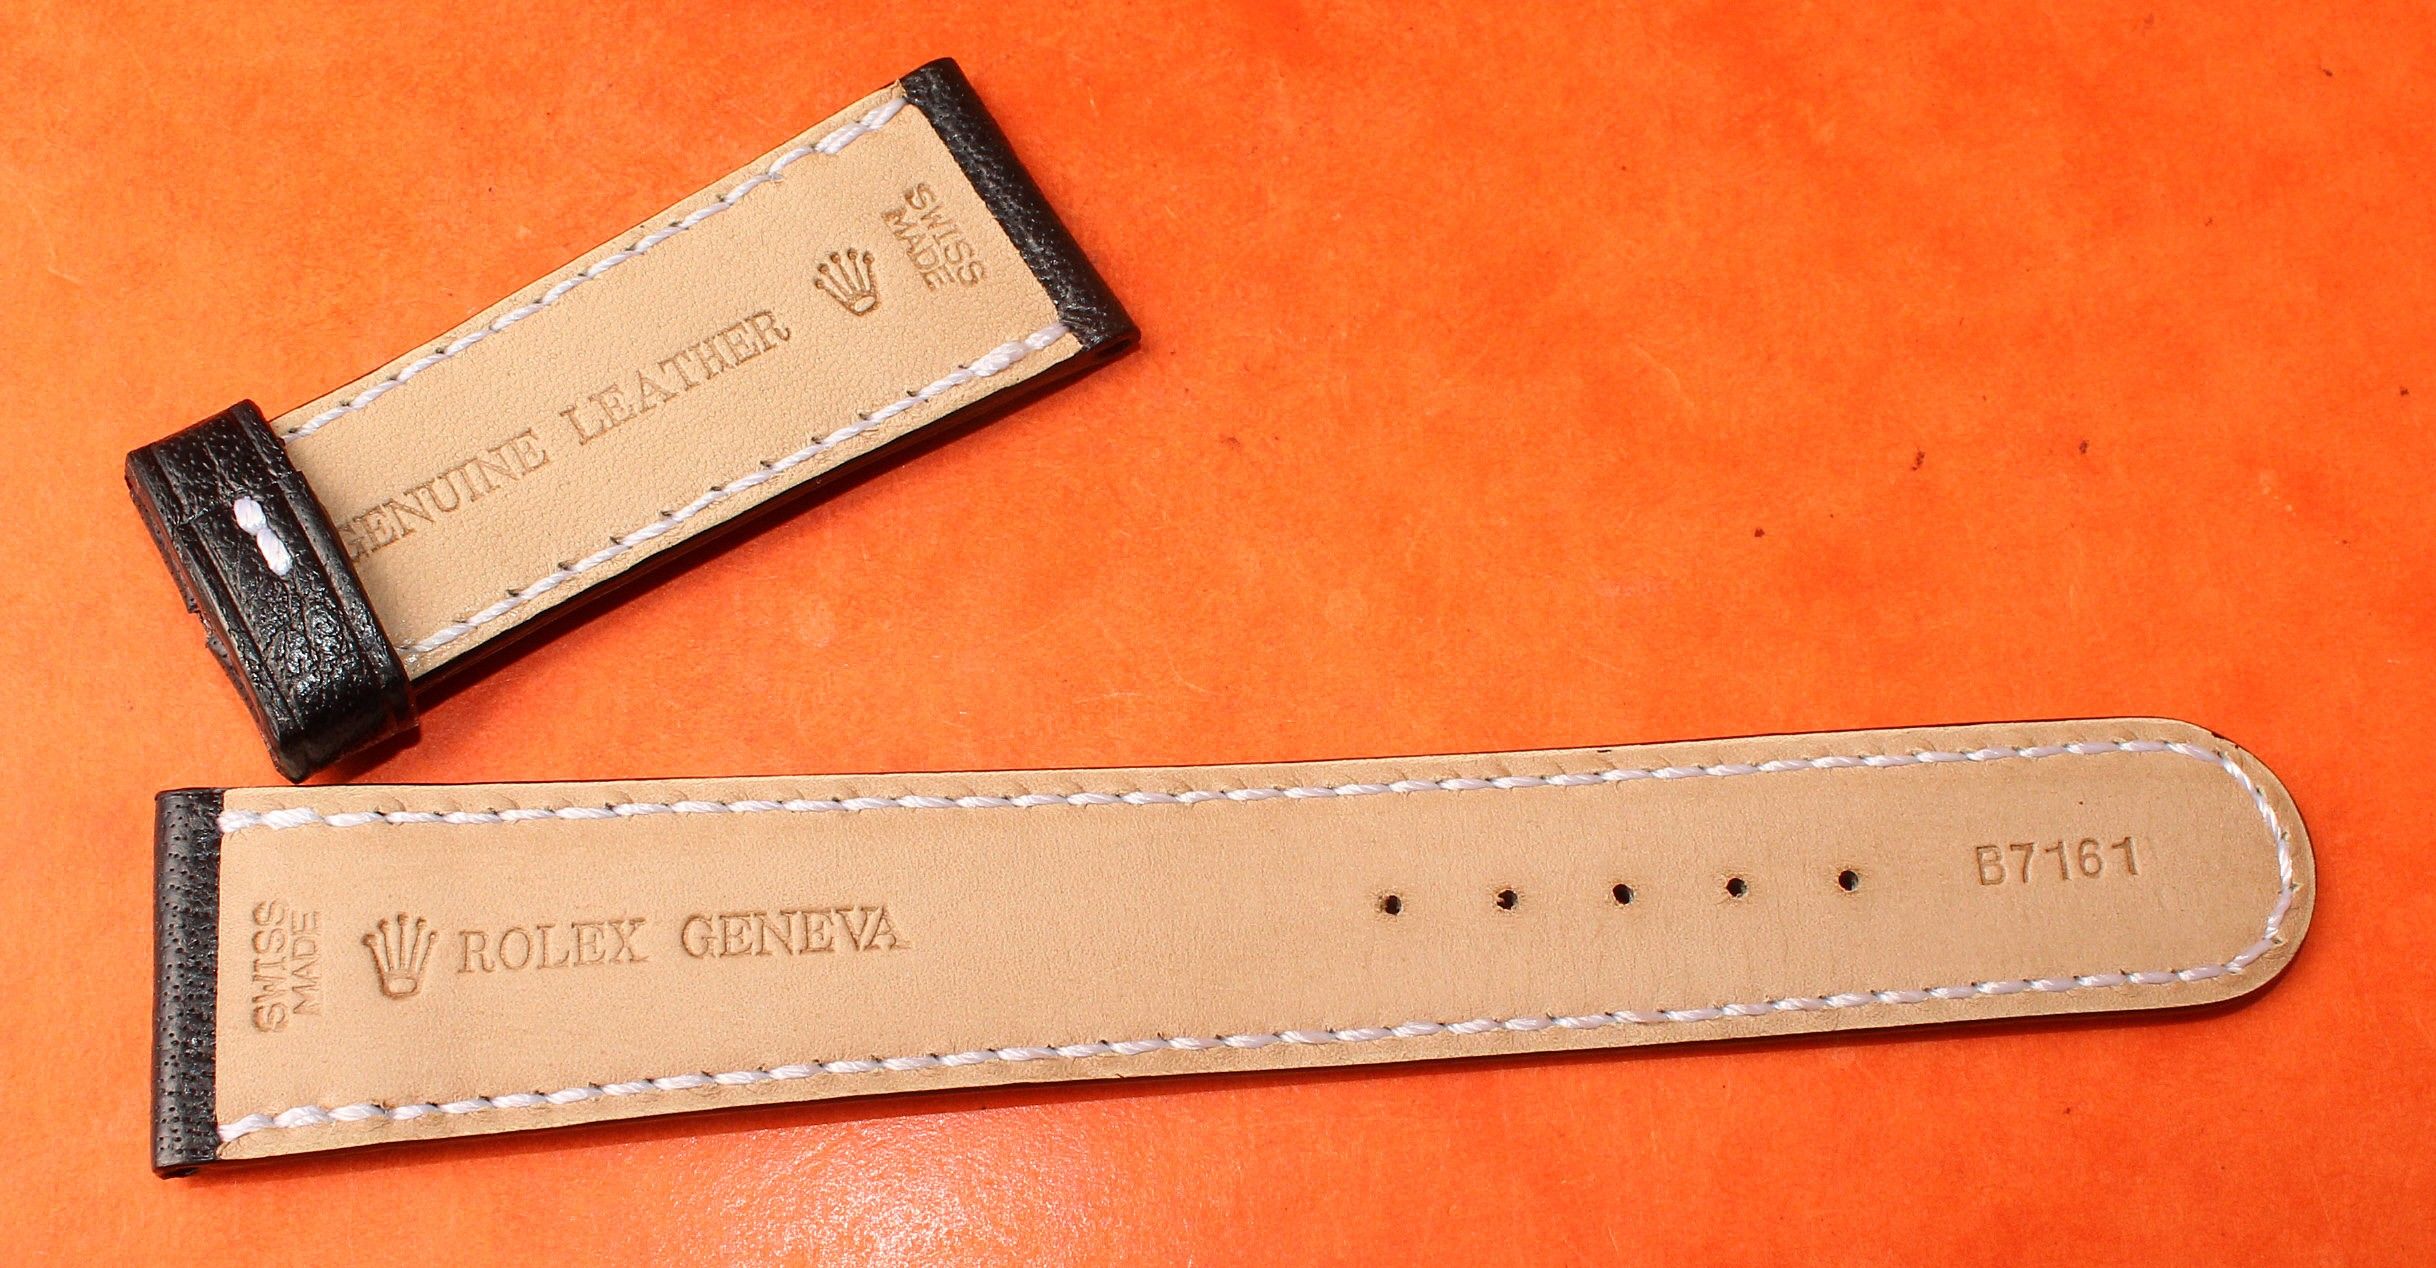 SWISS
MADE
GENUINE LEATHER
SWISS
MADE
ROLEX GENEVA
B7161